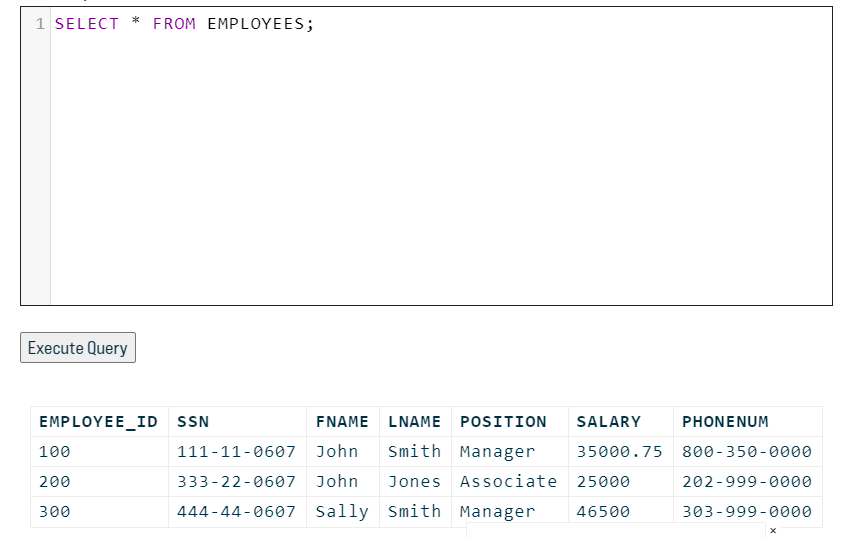 1 SELECT * FROM EMPLOYEES;
Execute Query
EMPLOYEE_ID SSN FNAME LNAME POSITION SALARY PHONENUM
100 111-11-0607 John Smith Manager 35000.75 800-350-0000
200 333-22-0607 John Jones Associate 25000 202-999-0000
300 444-44-0607 Sally Smith Manager 46500 303-999-0000
×